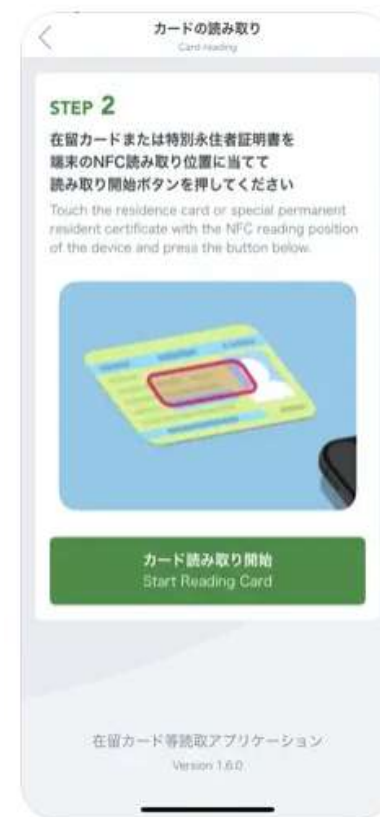 カードの読み取り
Card reading
STEP 2
在留カードまたは特別永住者証明書を
端末のNFC読み取り位置に当てて
読み取り開始ボタンを押してください
Touch the residence card or special permanent
resident certificate with the NFC reading position
of the device and press the button below.
カード読み取り開始
Start Reading Card
在留カード等読取アプリケーション
Version 1.6.0